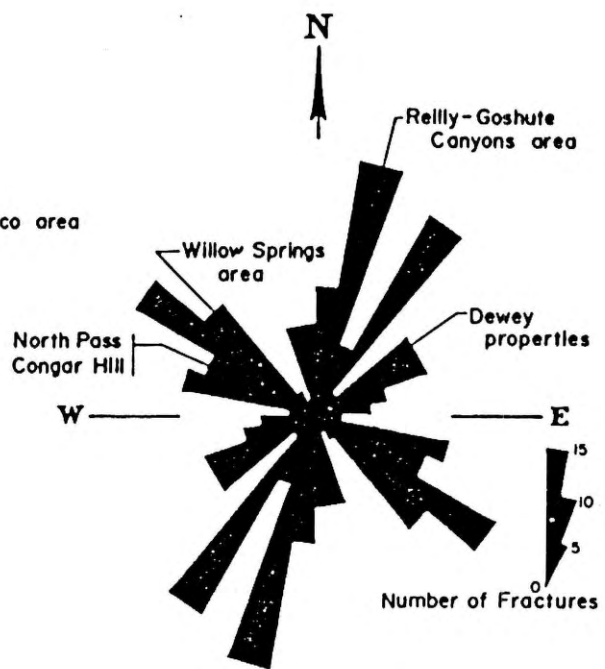 N
Reilly-Goshute
Canyons area
co area
Willow Springs
area
North Pass
Congar Hill
Dewey
properties
W
E
15
10
5
0
Number of Fractures